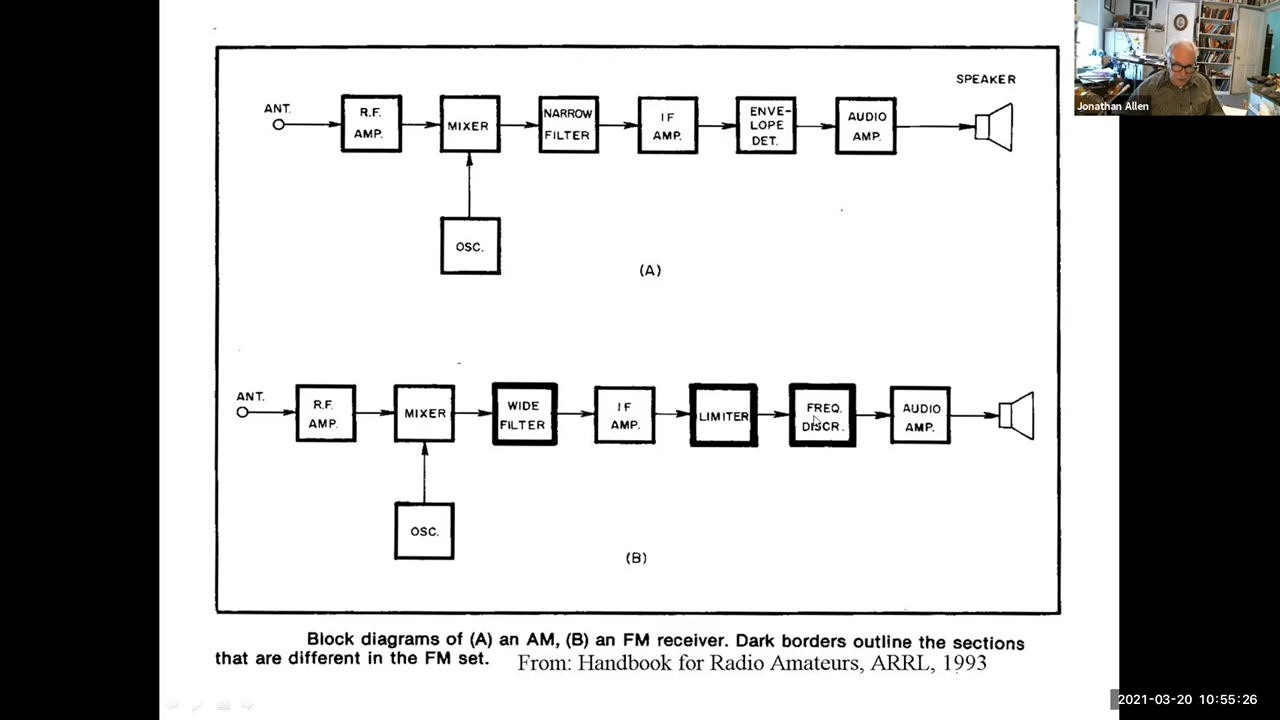 Jonathan Allen
SPEAKER
ANT.
R.F.
AMP.
MIXER
NARROW
FILTER
IF
AMP.
ENVE-
LOPE
DET.
AUDIO
AMP.
OSC.
(A)
ANT.
R.F.
AMP.
MIXER
WIDE
FILTER
IF
AMP.
LIMITER
FREQ.
DISCR.
AUDIO
AMP.
OSC.
(B)
Block diagrams of (A) an AM, (B) an FM receiver. Dark borders outline the sections
that are different in the FM set. From: Handbook for Radio Amateurs, ARRL, 1993
2021-03-20 10:55:26